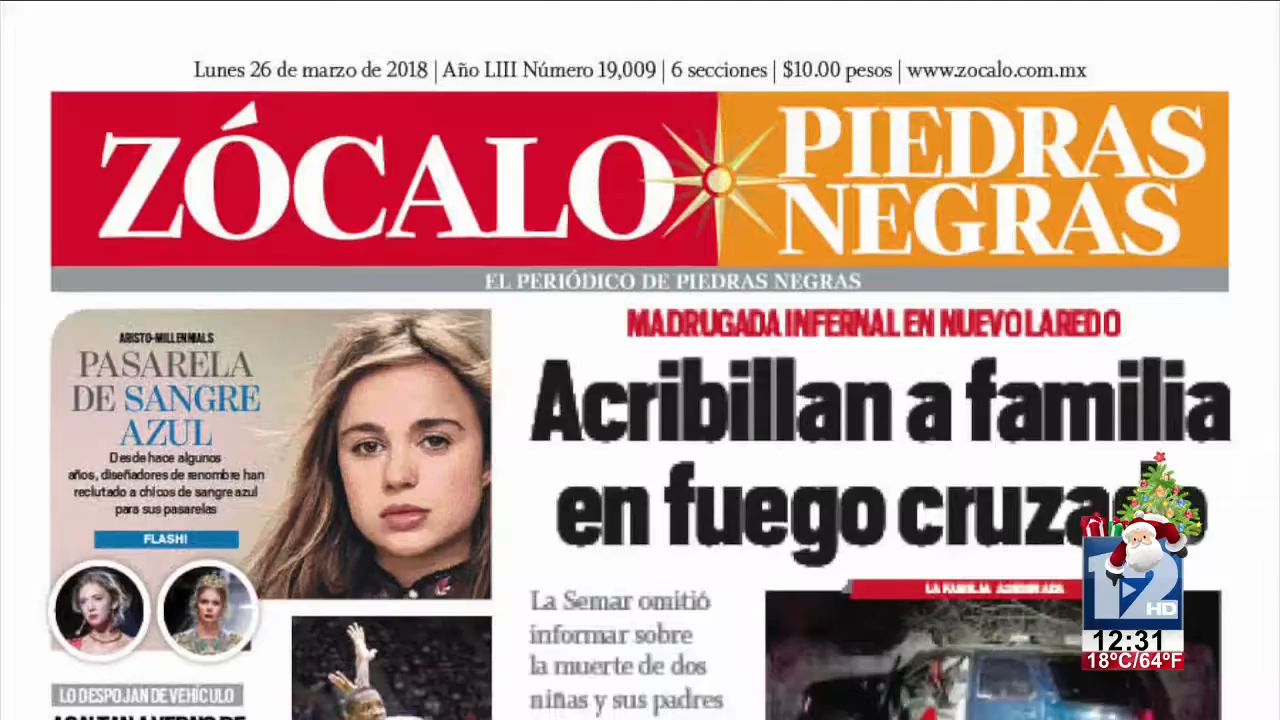 Lunes 26 de marzo de 2018 | Año LIII Número 19,009 | 6 secciones | $10.00 pesos | www.zocalo.com.mx
ZÓCALO
PIEDRAS
NEGRAS
EL PERIÓDICO DE PIEDRAS NEGRAS
ARISTO-MILLENNIALS
PASARELA
DE SANGRE
AZUL
Desde hace algunos
años, diseñadores de renombre han
reclutado a chicos de sangre azul
para sus pasarelas
FLASH!
LO DESPOJAN DE VEHÍCULO
MADRUGADA INFERNAL EN NUEVO LAREDO
Acribillan a familia
en fuego
La Semar omitió
informar sobre
la muerte de dos
niñas y sus padres
LA FAMILIA
12
HD
12:31
18ºC/64ºF